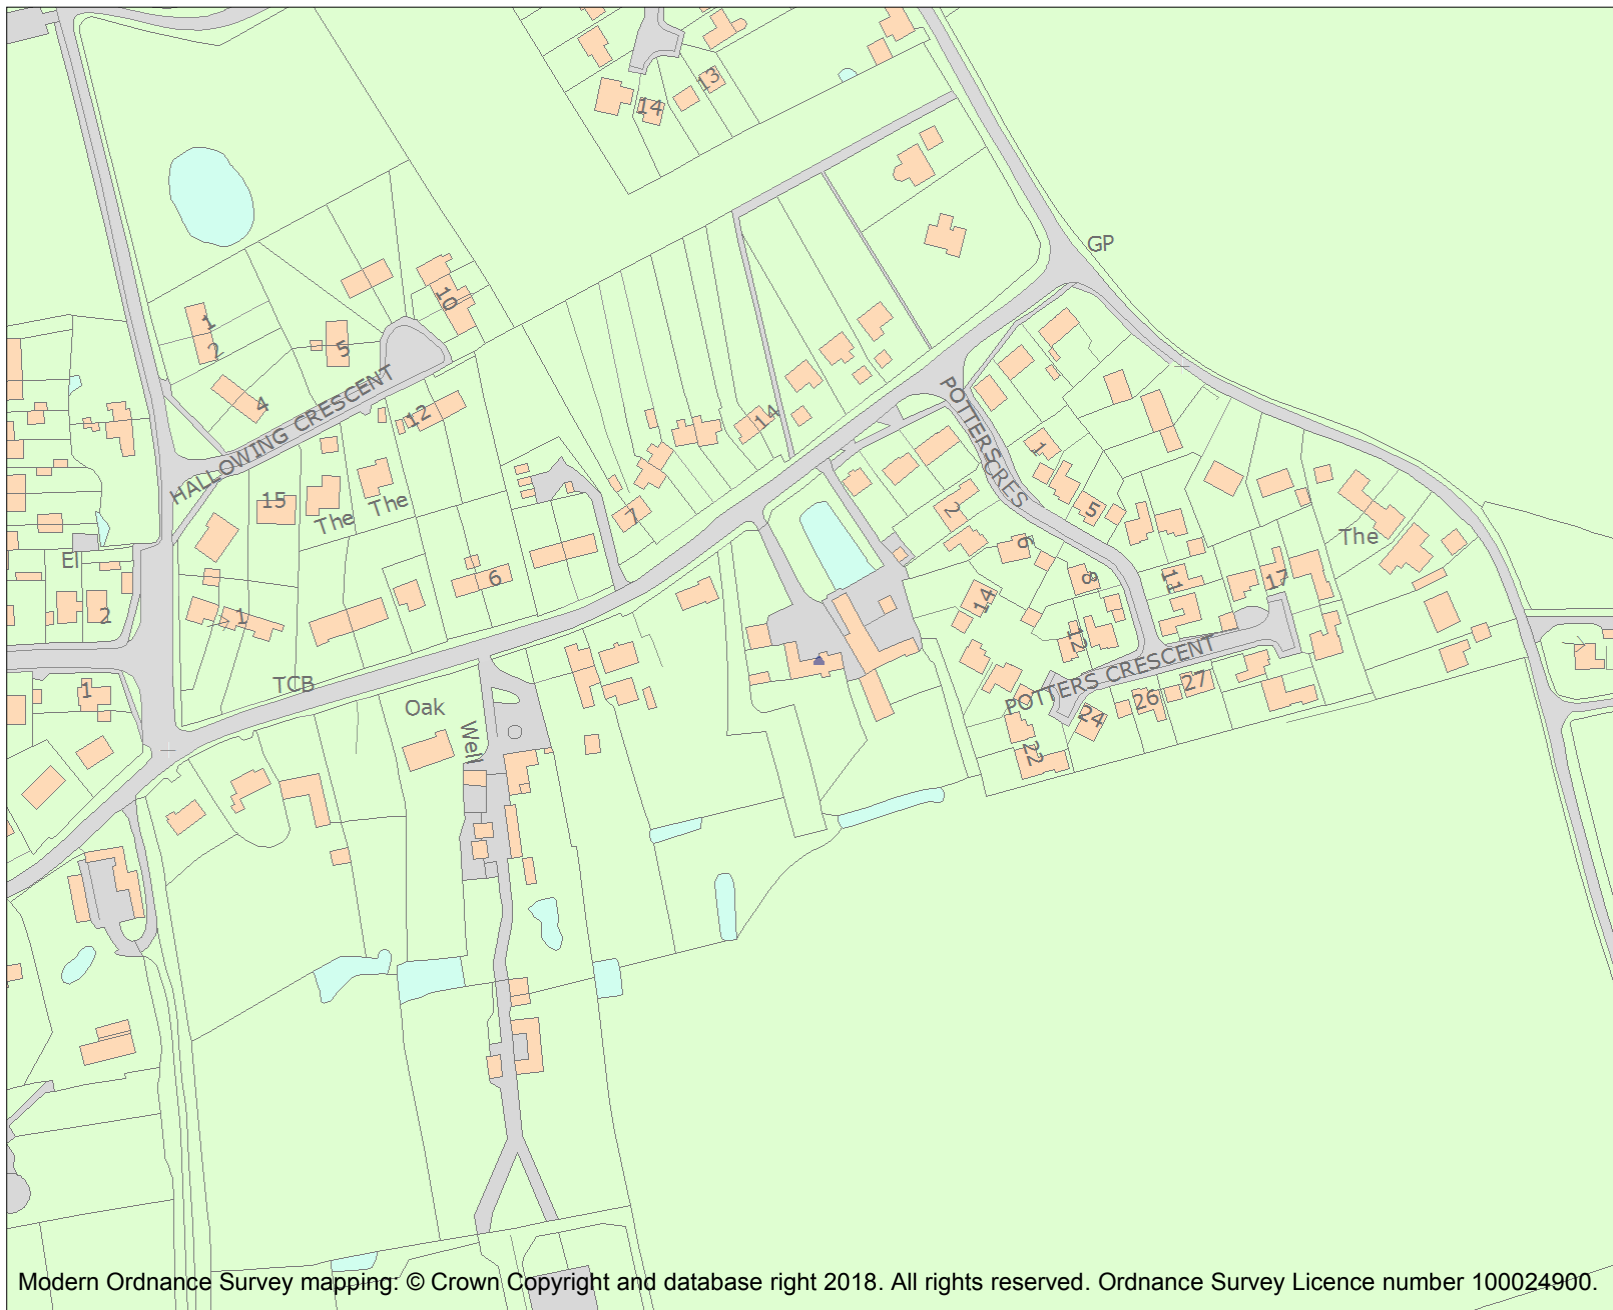 13
14
GP
10
1
2
5
4
HALLOWING CRESCENT
12
14
POTTERS CRES
1
15
The
The
7
2
5
6
The
El
6
8
11
17
2
14
1
12
POTTERS CRESCENT
TCB
1
Oak
Well
27
26
24
22
Modern Ordnance Survey mapping: © Crown Copyright and database right 2018. All rights reserved. Ordnance Survey Licence number 100024900.